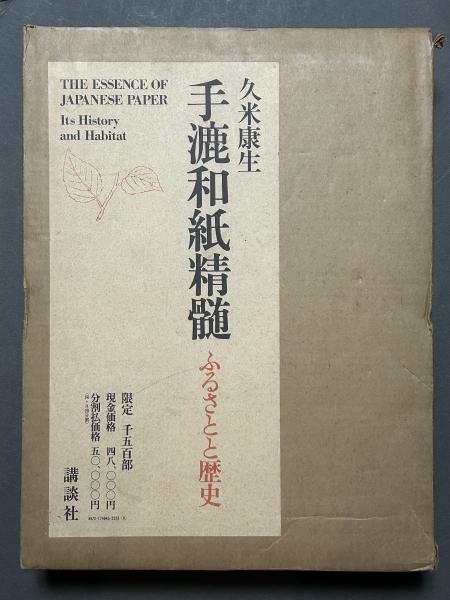 THE ESSENCE OF
JAPANESE PAPER
Its History
and Habitat
久米康生
手漉和紙精髄
ふるさとと歴史
限定 千五百部
現金価格 四八、〇〇〇円
分割払価格 五〇、〇〇〇円
講談社